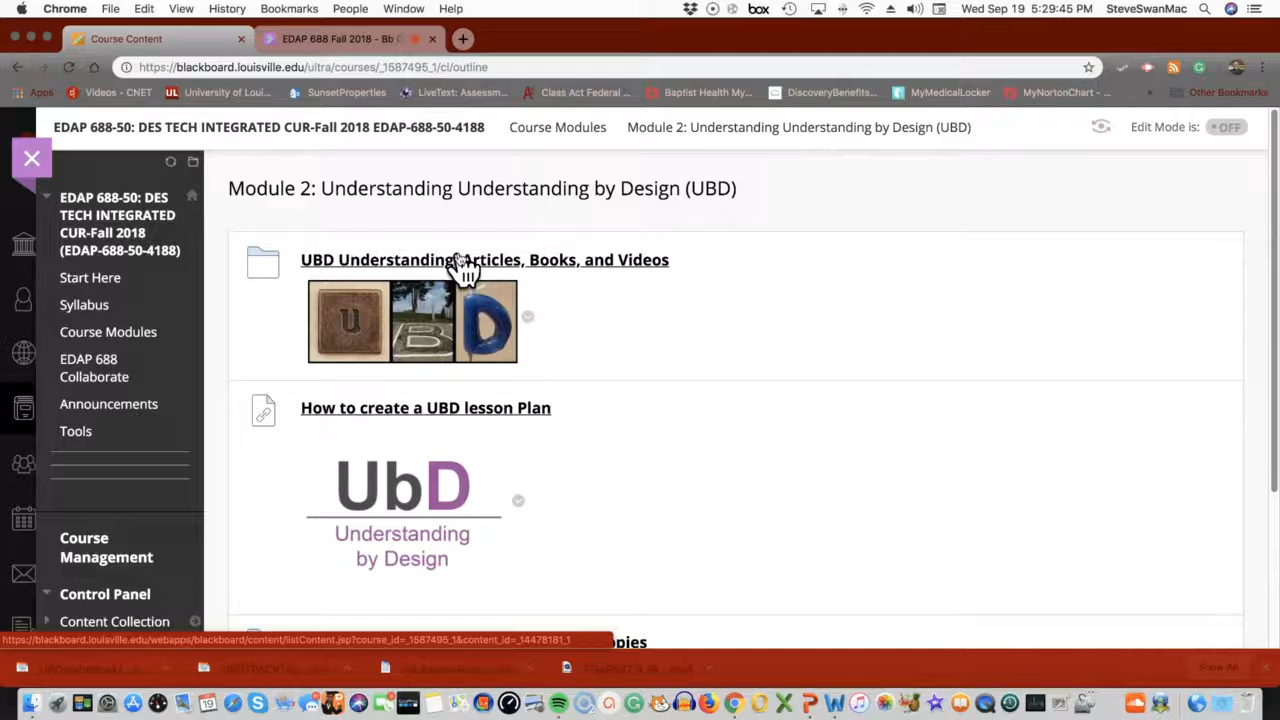 Chrome File Edit View History Bookmarks People Window Help box Wed Sep 19 5:29:45 PM SteveSwanMac
Course Content EDAP 688 Fall 2018 - Bb C
https://blackboard.louisville.edu/ultra/courses/_1587495_1/cl/outline
Apps Videos - CNET University of Loui... SunsetProperties LiveText: Assessm... Class Act Federal ... Baptist Health My... DiscoveryBenefits... MyMedicalLocker MyNortonChart - ... Other Bookmarks
EDAP 688-50: DES TECH INTEGRATED CUR-Fall 2018 EDAP-688-50-4188 Course Modules Module 2: Understanding Understanding by Design (UBD) Edit Mode is: OFF
EDAP 688-50: DES
TECH INTEGRATED
CUR-Fall 2018
(EDAP-688-50-4188)
Start Here
Syllabus
Course Modules
EDAP 688
Collaborate
Announcements
Tools
Course
Management
Control Panel
Content Collection
Module 2: Understanding Understanding by Design (UBD)
UBD Understanding Articles, Books, and Videos
U B D
How to create a UBD lesson Plan
UbD
Understanding
by Design
opies
https://blackboard.louisville.edu/webapps/blackboard/content/listContent.jsp?course_id=_1587495_1&content_id=_14478181_1
Show All